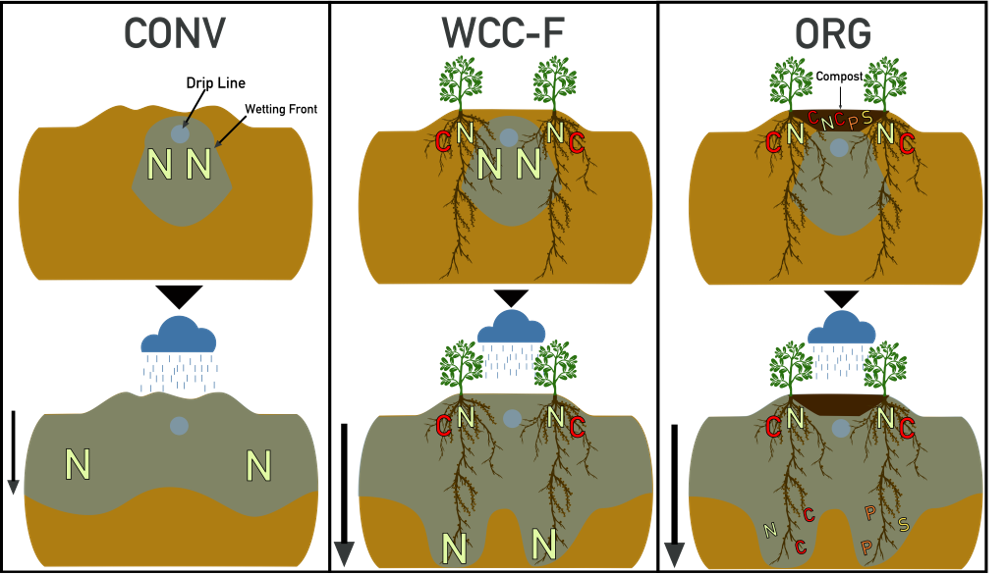 CONV
Drip Line
Wetting Front
N N
N
N
WCC-F
C N N C
N N
C N N C
N N
ORG
Compost
C N C P S
C N N C
C N N C
N C C P P S